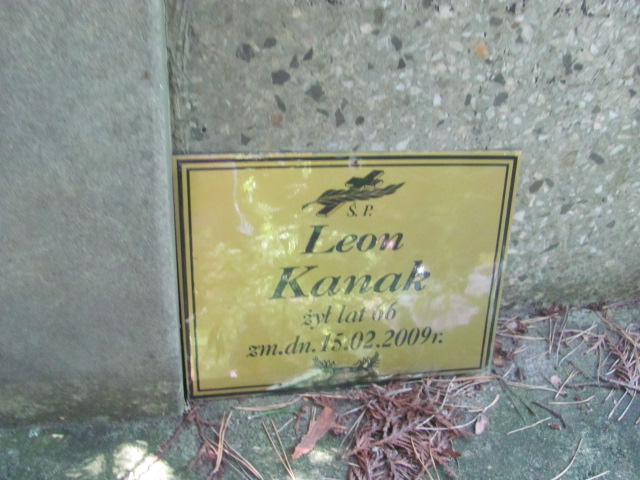 Ś. P.
Leon
Kanak
żył lat 66
zm.dn.15.02.2009r.